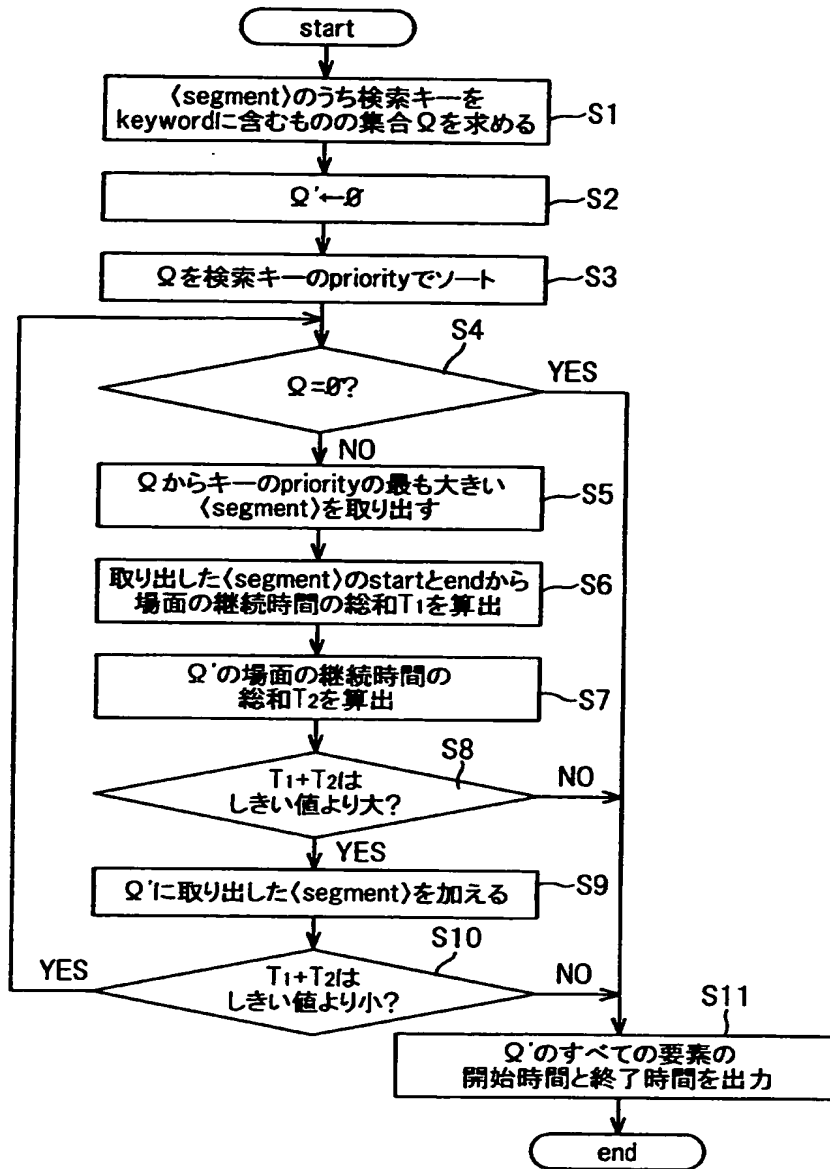 start
〈segment〉のうち検索キーを
keywordに含むものの集合Ωを求める
S1
Ω'←∅
S2
Ωを検索キーのpriorityでソート
S3
S4
Ω=∅?
YES
NO
Ωからキーのpriorityの最も大きい
〈segment〉を取り出す
S5
取り出した〈segment〉のstartとendから
場面の継続時間の総和T1を算出
S6
Ω'の場面の継続時間の
総和T2を算出
S7
S8
T1+T2は
しきい値より大?
NO
YES
Ω'に取り出した〈segment〉を加える
S9
S10
YES
T1+T2は
しきい値より小?
NO
S11
Ω'のすべての要素の
開始時間と終了時間を出力
end